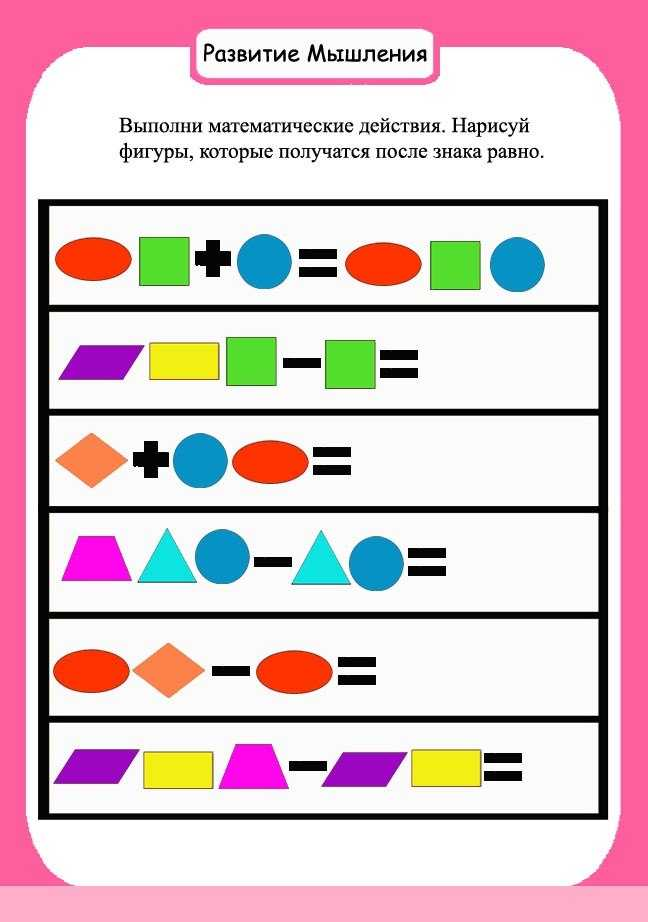 Развитие Мышления
Выполни математические действия. Нарисуй
фигуры, которые получатся после знака равно.